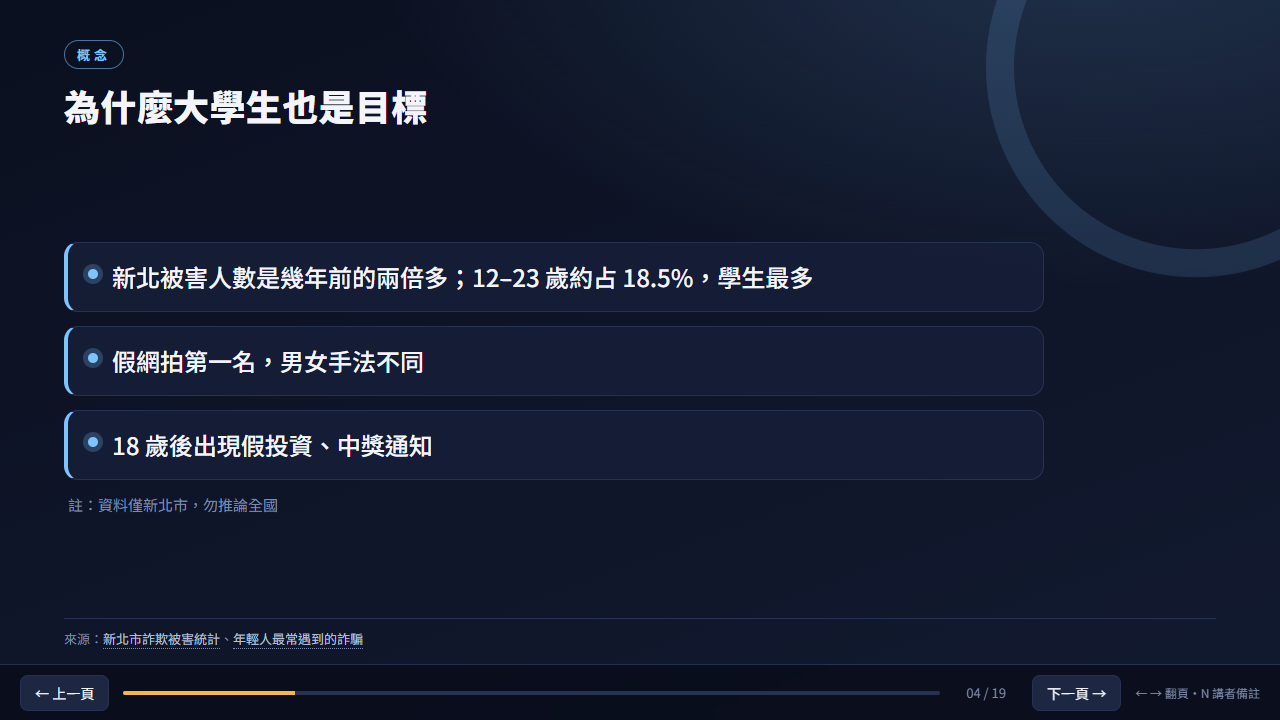 概念
為什麼大學生也是目標
新北被害人數是幾年前的兩倍多；12–23 歲約占 18.5%，學生最多
假網拍第一名，男女手法不同
18 歲後出現假投資、中獎通知
註：資料僅新北市，勿推論全國
來源：新北市詐欺被害統計、年輕人最常遇到的詐騙
← 上一頁
04 / 19
下一頁 →
← → 翻頁・N 講者備註